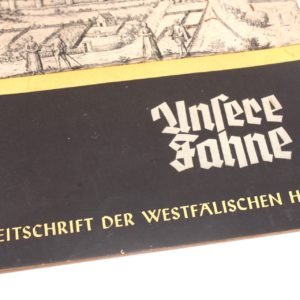 Unsere
Fahne
EITSCHRIFT DER WESTFÄLISCHEN H